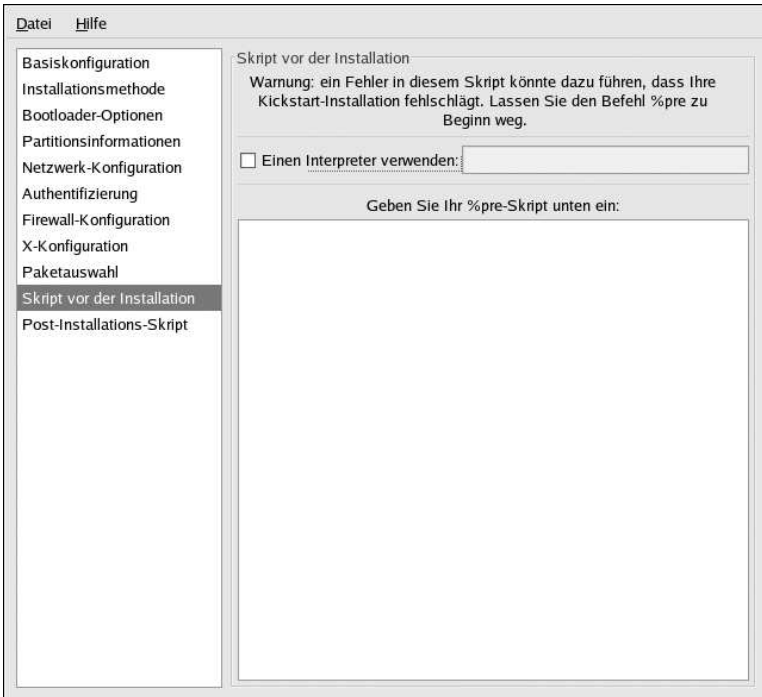 Datei Hilfe
Basiskonfiguration
Installationsmethode
Bootloader-Optionen
Partitionsinformationen
Netzwerk-Konfiguration
Authentifizierung
Firewall-Konfiguration
X-Konfiguration
Paketauswahl
Skript vor der Installation
Post-Installations-Skript
Skript vor der Installation
Warnung: ein Fehler in diesem Skript könnte dazu führen, dass Ihre
Kickstart-Installation fehlschlägt. Lassen Sie den Befehl %pre zu
Beginn weg.
Einen Interpreter verwenden:
Geben Sie Ihr %pre-Skript unten ein: